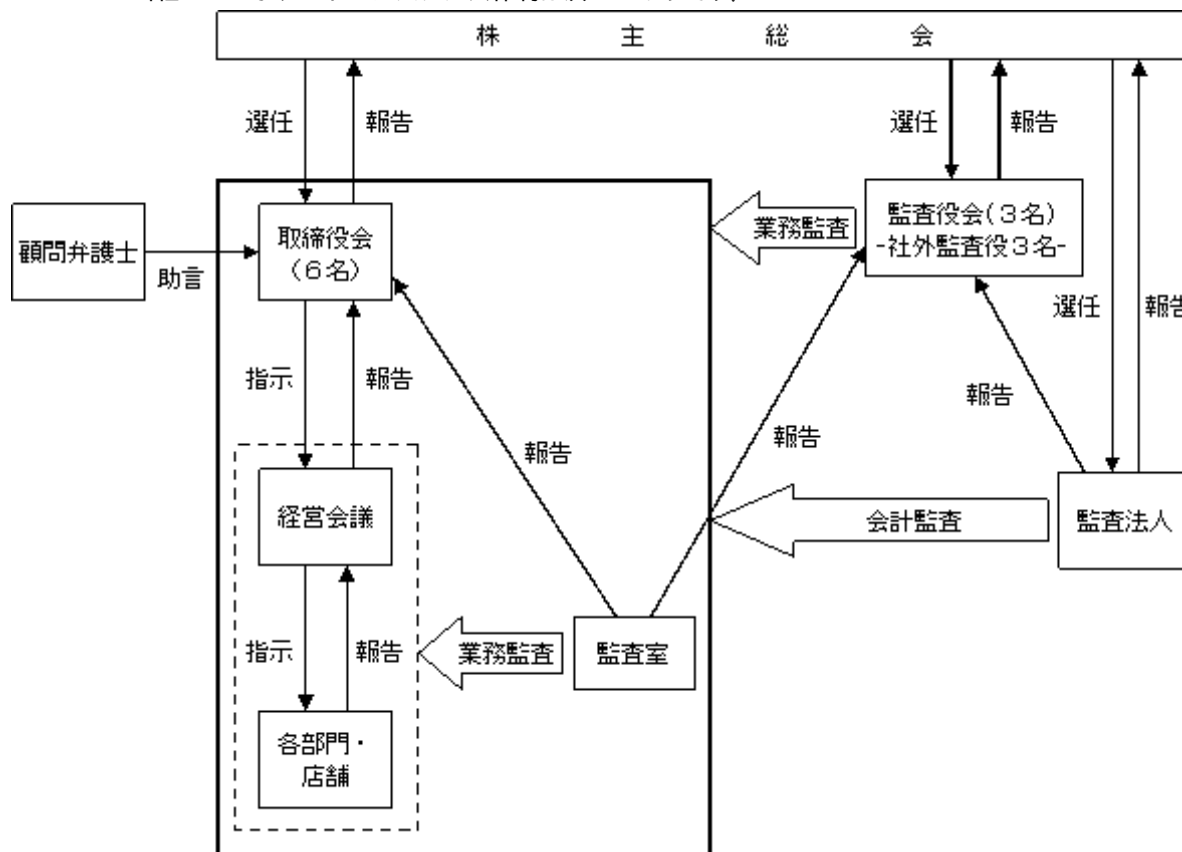 株主総会
選任
報告
選任
報告
選任
報告
顧問弁護士
助言
取締役会
(6名)
業務監査
監査役会(3名)
-社外監査役3名-
指示
報告
報告
報告
報告
経営会議
会計監査
監査法人
指示
報告
業務監査
監査室
各部門・
店舗